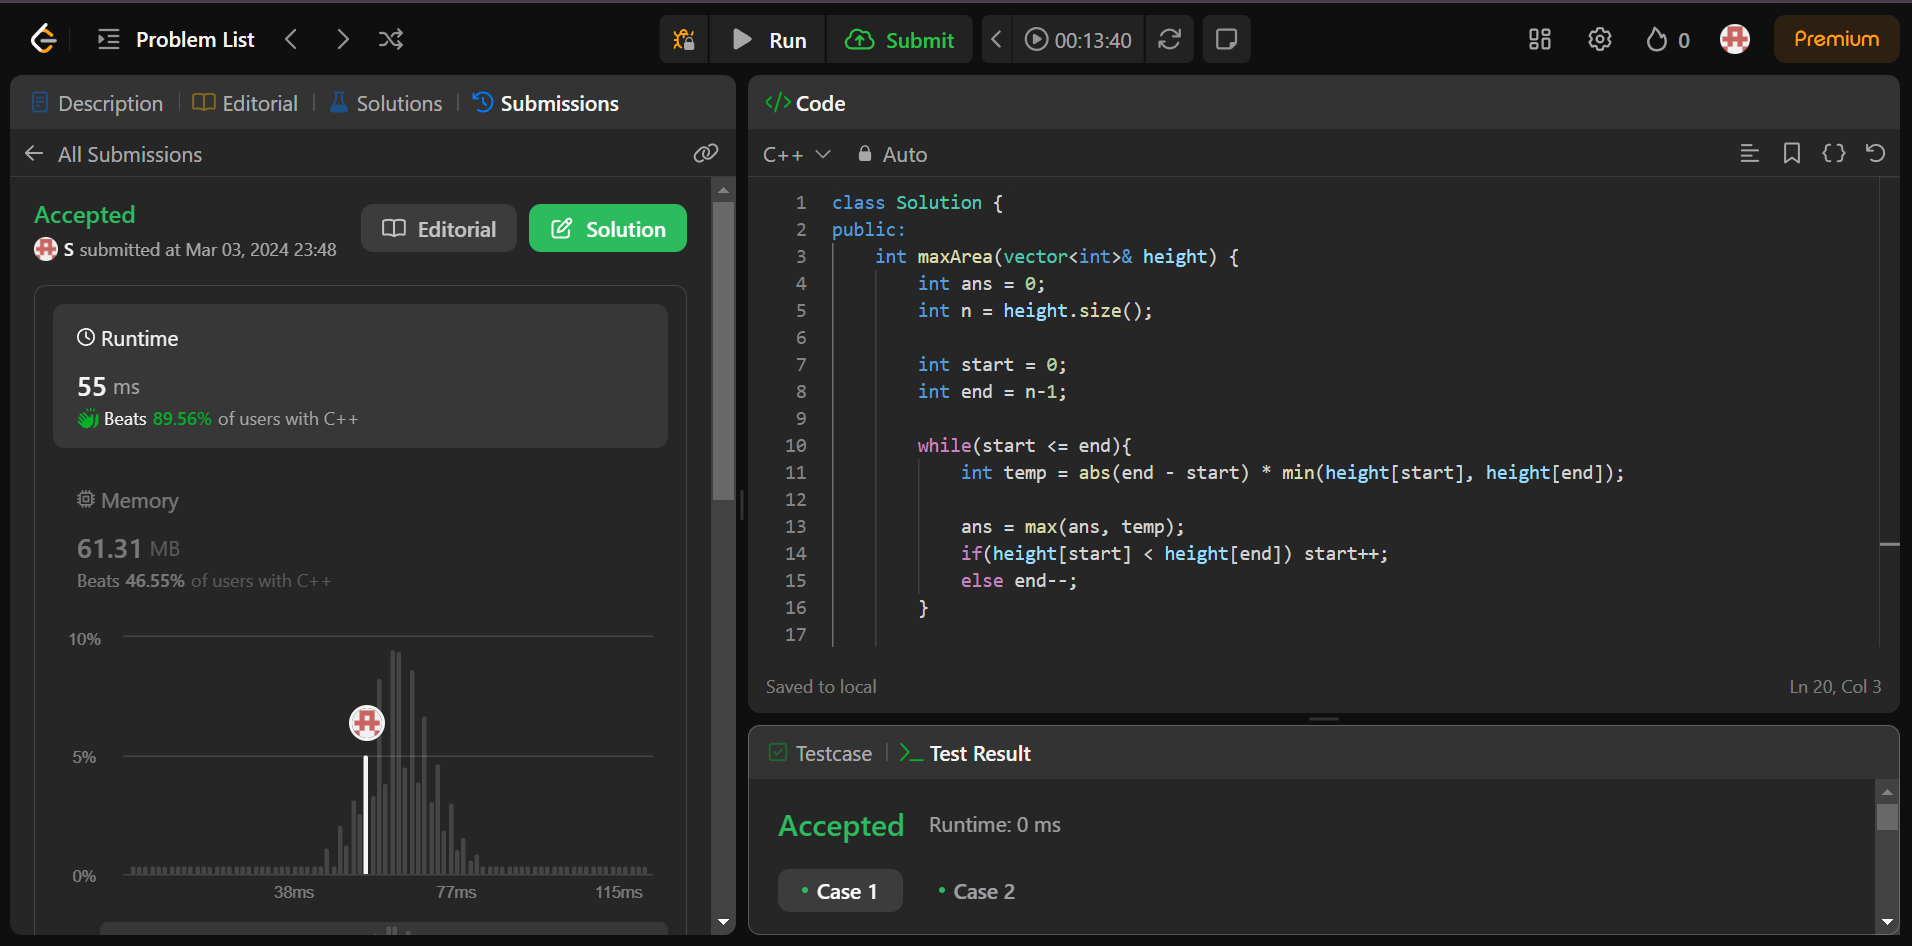 Problem List
Run
Submit
00:13:40
0
Premium
Description
Editorial
Solutions
Submissions
All Submissions
Accepted
S submitted at Mar 03, 2024 23:48
Editorial
Solution
Runtime
55 ms
Beats 89.56% of users with C++
Memory
61.31 MB
Beats 46.55% of users with C++
10%
5%
0%
38ms
77ms
115ms
</> Code
C++
Auto
1 class Solution {
2 public:
3     int maxArea(vector<int>& height) {
4         int ans = 0;
5         int n = height.size();
6
7         int start = 0;
8         int end = n-1;
9
10         while(start <= end){
11             int temp = abs(end - start) * min(height[start], height[end]);
12
13             ans = max(ans, temp);
14             if(height[start] < height[end]) start++;
15             else end--;
16         }
17
Saved to local
Ln 20, Col 3
Testcase
Test Result
Accepted
Runtime: 0 ms
Case 1
Case 2